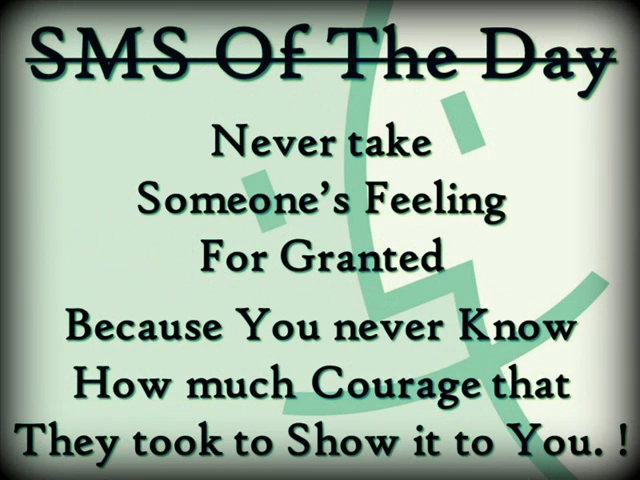 SMS Of The Day
Never take
Someone's Feeling
For Granted
Because You never Know
How much Courage that
They took to Show it to You. !